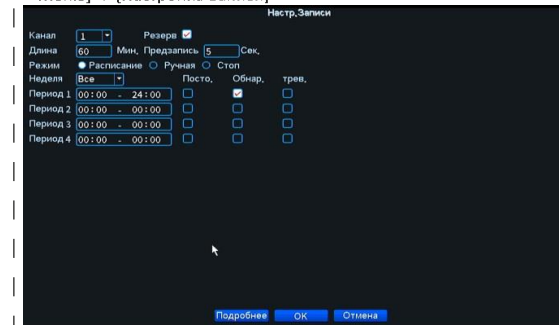 Настр.Записи
Канал 1 Резерв
Длина 60 Мин. Предзапись 5 Сек.
Режим Расписание Ручная Стоп
Неделя Все Посто. Обнар. трев.
Период 1 00:00 - 24:00
Период 2 00:00 - 00:00
Период 3 00:00 - 00:00
Период 4 00:00 - 00:00
Подробнее ОК Отмена